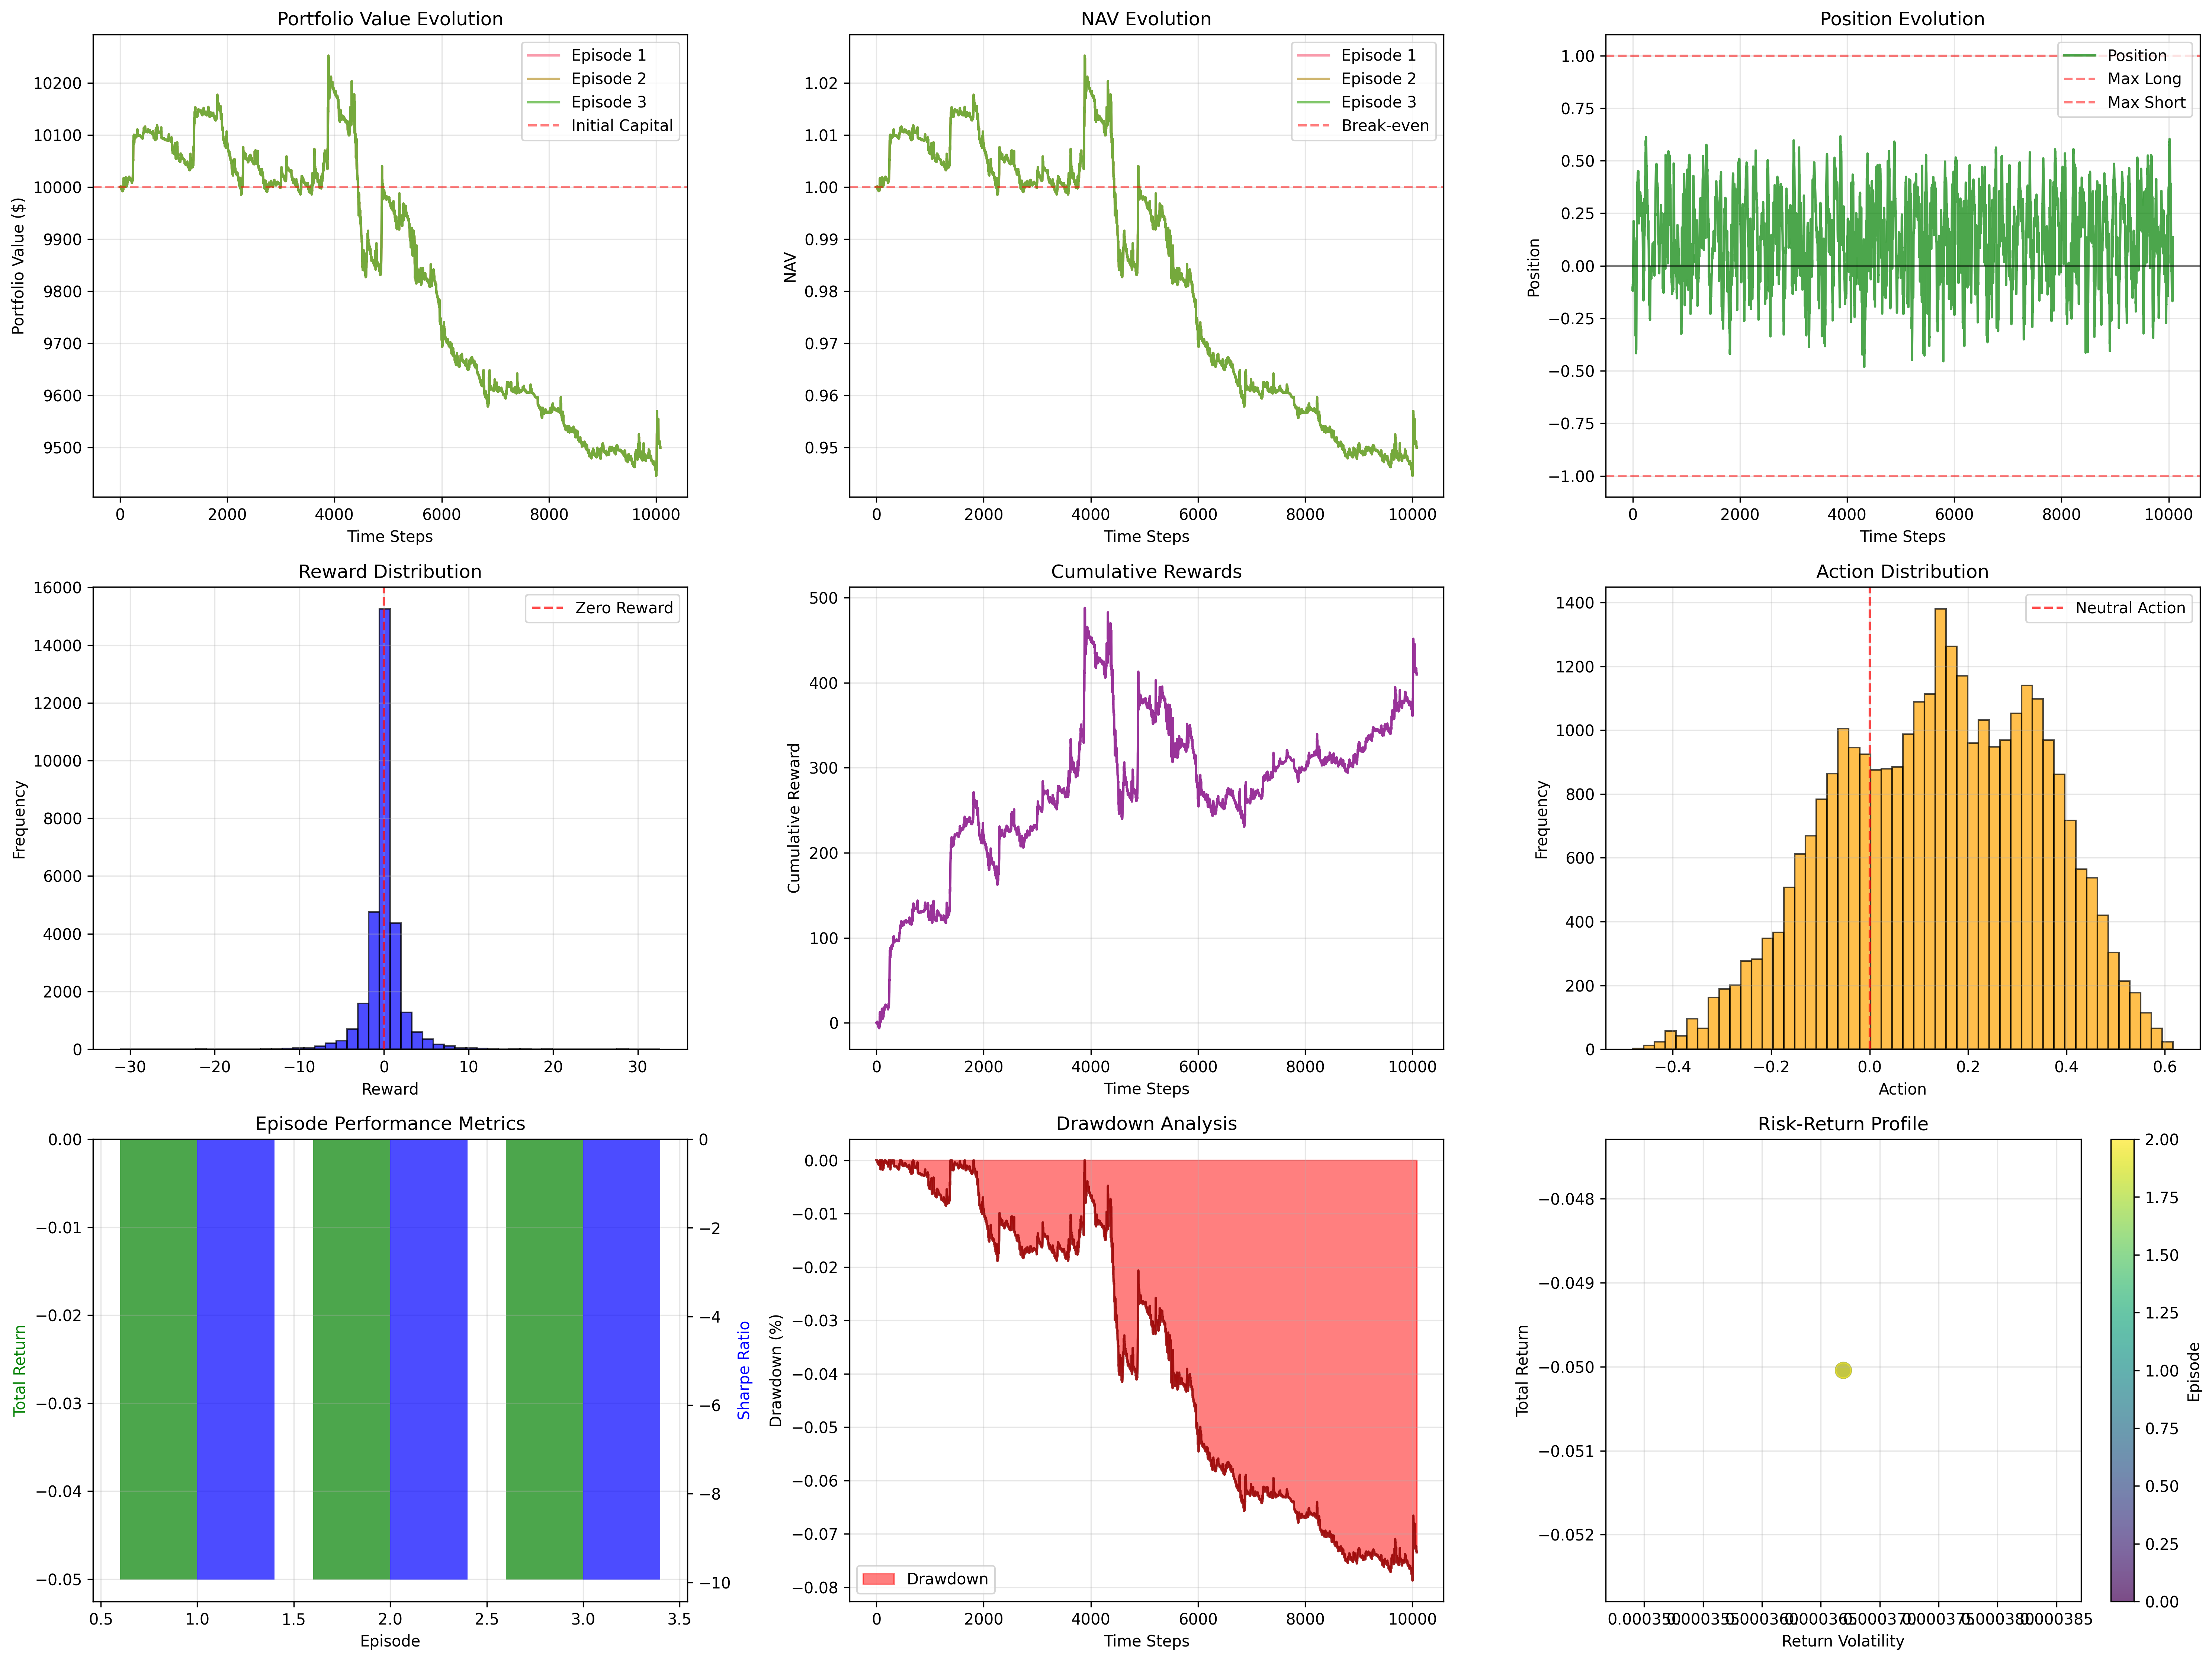 Portfolio Value Evolution
Portfolio Value ($)
10200
10100
10000
9900
9800
9700
9600
9500
Episode 1
Episode 2
Episode 3
Initial Capital
0 2000 4000 6000 8000 10000
Time Steps
NAV Evolution
NAV
1.02
1.01
1.00
0.99
0.98
0.97
0.96
0.95
Episode 1
Episode 2
Episode 3
Break-even
0 2000 4000 6000 8000 10000
Time Steps
Position Evolution
Position
1.00
0.75
0.50
0.25
0.00
−0.25
−0.50
−0.75
−1.00
Position
Max Long
Max Short
0 2000 4000 6000 8000 10000
Time Steps
Reward Distribution
Frequency
16000
14000
12000
10000
8000
6000
4000
2000
0
Zero Reward
−30 −20 −10 0 10 20 30
Reward
Cumulative Rewards
Cumulative Reward
500
400
300
200
100
0
0 2000 4000 6000 8000 10000
Time Steps
Action Distribution
Frequency
1400
1200
1000
800
600
400
200
0
Neutral Action
−0.4 −0.2 0.0 0.2 0.4 0.6
Action
Episode Performance Metrics
Total Return
0.00
−0.01
−0.02
−0.03
−0.04
−0.05
0
−2
−4
−6
−8
−10
Sharpe Ratio
0.5 1.0 1.5 2.0 2.5 3.0 3.5
Episode
Drawdown Analysis
Drawdown (%)
0.00
−0.01
−0.02
−0.03
−0.04
−0.05
−0.06
−0.07
−0.08
Drawdown
0 2000 4000 6000 8000 10000
Time Steps
Risk-Return Profile
Total Return
−0.048
−0.049
−0.050
−0.051
−0.052
Return Volatility
2.00
1.75
1.50
1.25
1.00
0.75
0.50
0.25
0.00
Episode